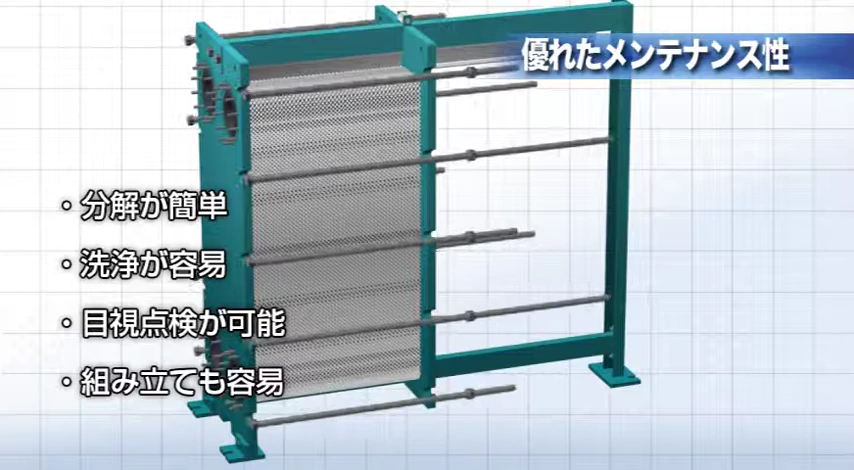 優れたメンテナンス性
・分解が簡単
・洗浄が容易
・目視点検が可能
・組み立ても容易